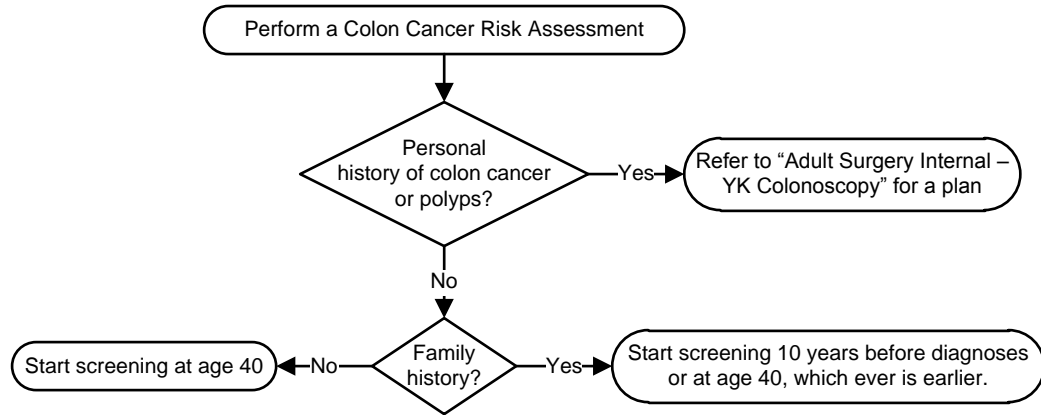 Perform a Colon Cancer Risk Assessment
Personal
history of colon cancer
or polyps?
Yes
Refer to “Adult Surgery Internal –
YK Colonoscopy” for a plan
No
Family
history?
No
Start screening at age 40
Yes
Start screening 10 years before diagnoses
or at age 40, which ever is earlier.